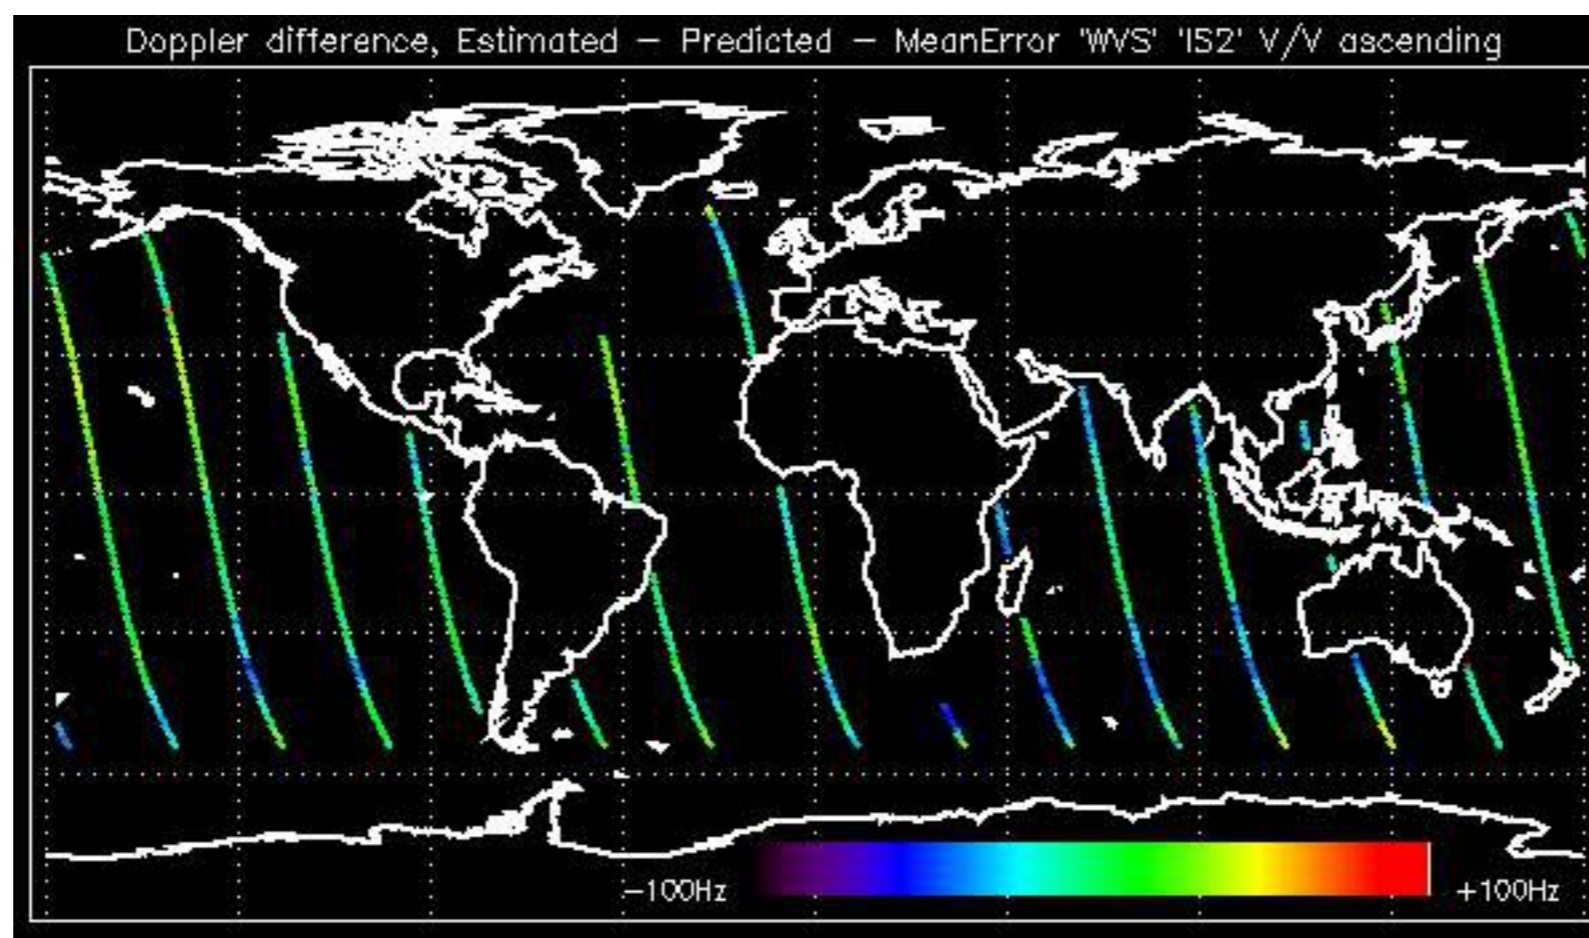 Doppler difference, Estimated - Predicted - MeanError 'WVS' 'IS2' V/V ascending
-100Hz +100Hz